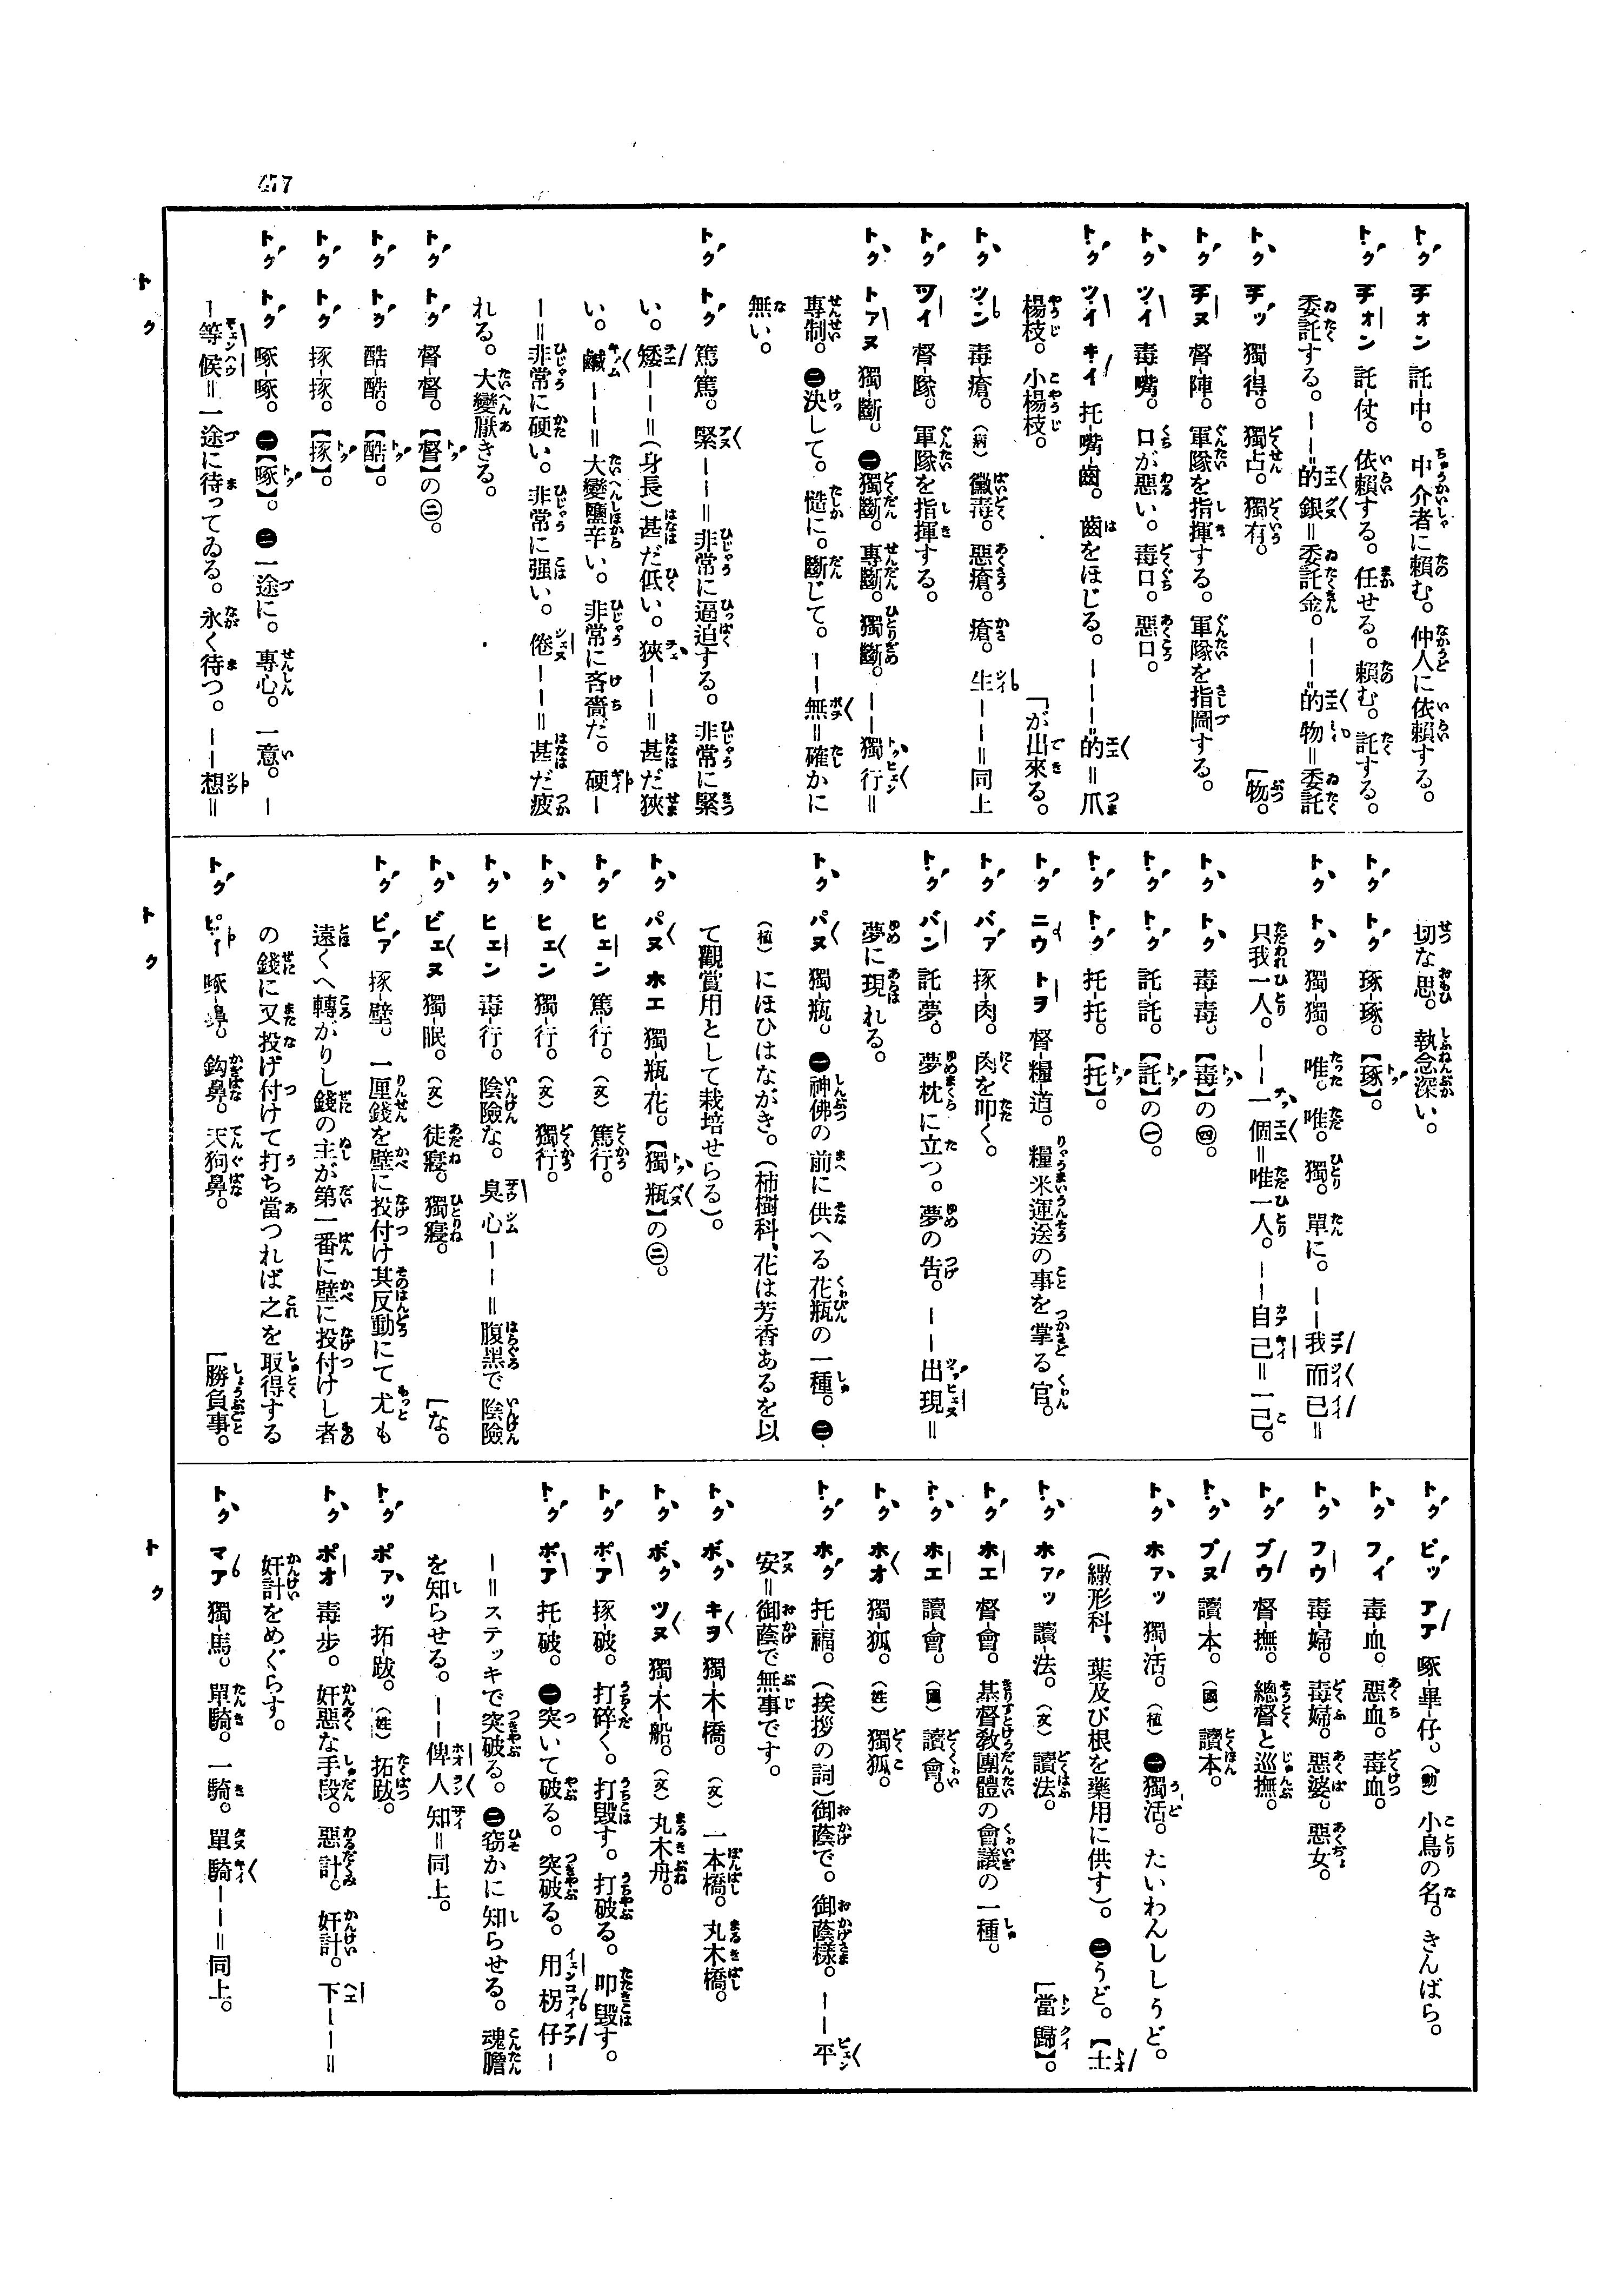 457
トク チオン 託-中。 中介者に賴む。仲人に依賴する。
トク チオン 託-仗。 依賴する。任せる。賴む。託する。
委託する。――的銀＝委託金。――的物＝委託
トク チッ 獨-得。 獨占。獨有。 「物。
トク チヌ 督-陣。 軍隊を指揮する。軍隊を指圖する。
トク ツイ 毒-嘴。 口が惡い。毒口。惡口。
トク ツイ キイ 托-嘴-齒。 齒をほじる。―――的＝爪
楊枝。小楊枝。 「が出來る。
トク ツン 毒-瘡。（病）黴毒。惡瘡。瘡。生――＝同上
トク ツイ 督-隊。 軍隊を指揮する。
トク トァヌ 獨-斷。 ㊀獨斷。專斷。獨斷。――獨行＝
專制。㊁決して。慥に。斷じて。――無＝確かに
無い。
トク トク 篤-篤。 緊――＝非常に逼迫する。非常に緊
い。矮――＝（身長）甚だ低い。狹――＝甚だ狹
い。鹹――＝大變鹽辛い。非常に吝嗇だ。硬―
―＝非常に硬い。非常に强い。倦――＝甚だ疲
れる。大變厭きる。
トク トク 督-督。【督】の㊁。
トク トク 酷-酷。【酷】。
トク トク 㧻-㧻。【㧻】。
トク トク 啄-啄。 ㊀【啄】。㊁一途に。專心。一意。―
―等候＝一途に待ってゐる。永く待つ。――想＝
ト ク
切な思。執念深い。
トク トク 琢-琢。【琢】。
トク トク 獨-獨。 唯。唯。獨。單に。――我而已＝
只我一人。――一個＝唯一人。――自己＝一己。
トク トク 毒-毒。【毒】の㊃。
トク トク 託-託。【託】の㊀。
トク トク 托-托。【托】。
トク ニウ トヲ 督-糧-道。 糧米運送の事を掌る官。
トク バァ 㧻-肉。 肉を叩く。
トク バン 託-夢。 夢枕に立つ。夢の告。――出現＝
夢に現れる。
トク パヌ 獨-瓶。 ㊀神佛の前に供へる花瓶の一種。㊁
（植）にほひはながき。（柿樹科、花は芳香あるを以
て觀賞用として栽培せらる）。
トク パヌ ホエ 獨-瓶-花。【獨瓶】の㊁。
トク ヒェン 篤-行。（文）篤行。
トク ヒェン 獨-行。（文）獨行。
トク ヒェン 毒-行。 陰險な。臭心――＝腹黑で陰險
トク ビェヌ 獨-眠。（文）徒寢。獨寢。 「な。
トク ピァ 㧻-壁。 一厘錢を壁に投付け其反動にて尤も
遠くへ轉がりし錢の主が第一番に壁に投付けし者
の錢に又投げ付けて打ち當つれば之を取得する
トク ピー 啄-鼻。 鈎鼻。天狗鼻。 「勝負事。
ト ク
トク ピッ アア 啄-畢-仔。（動）小鳥の名。きんばら。
トク フイ 毒-血。 惡血。毒血。
トク フウ 毒-婦。 毒婦。惡婆。惡女。
トク ブウ 督-撫。 總督と巡撫。
トク プヌ 讀-本。（國）讀本。
トク ホァッ 獨-活。（植）㊀獨活。たいわんししうど。
（繖形科、葉及び根を藥用に供す）。㊁うど。【土
トク ホァッ 讀-法。（文）讀法。 「當歸】。
トク ホエ 督-會。 基督敎團體の會議の一種。
トク ホエ 讀-會。（國）讀會。
トク ホオ 獨-狐。（姓）獨狐。
トク ホク 托-福。（挨拶の詞）御蔭で。御蔭樣。――平
安＝御蔭で無事です。
トク ボク キヲ 獨-木-橋。（文）一本橋。丸木橋。
トク ボク ツヌ 獨-木-船。（文）丸木舟。
トク ポア 㧻-破。 打碎く。打毀す。打破る。叩毀す。
トク ポア 托-破。 ㊀突いて破る。突破る。用柺仔―
―＝ステッキで突破る。㊁窃かに知らせる。魂膽
を知らせる。――俾人知＝同上。
トク ポァッ 拓-跋。（姓）拓跋。
トク ポオ 毒-步。 奸惡な手段。惡計。奸計。下――＝
奸計をめぐらす。
トク マア 獨-馬。 單騎。一騎。單騎――＝同上。
ト ク